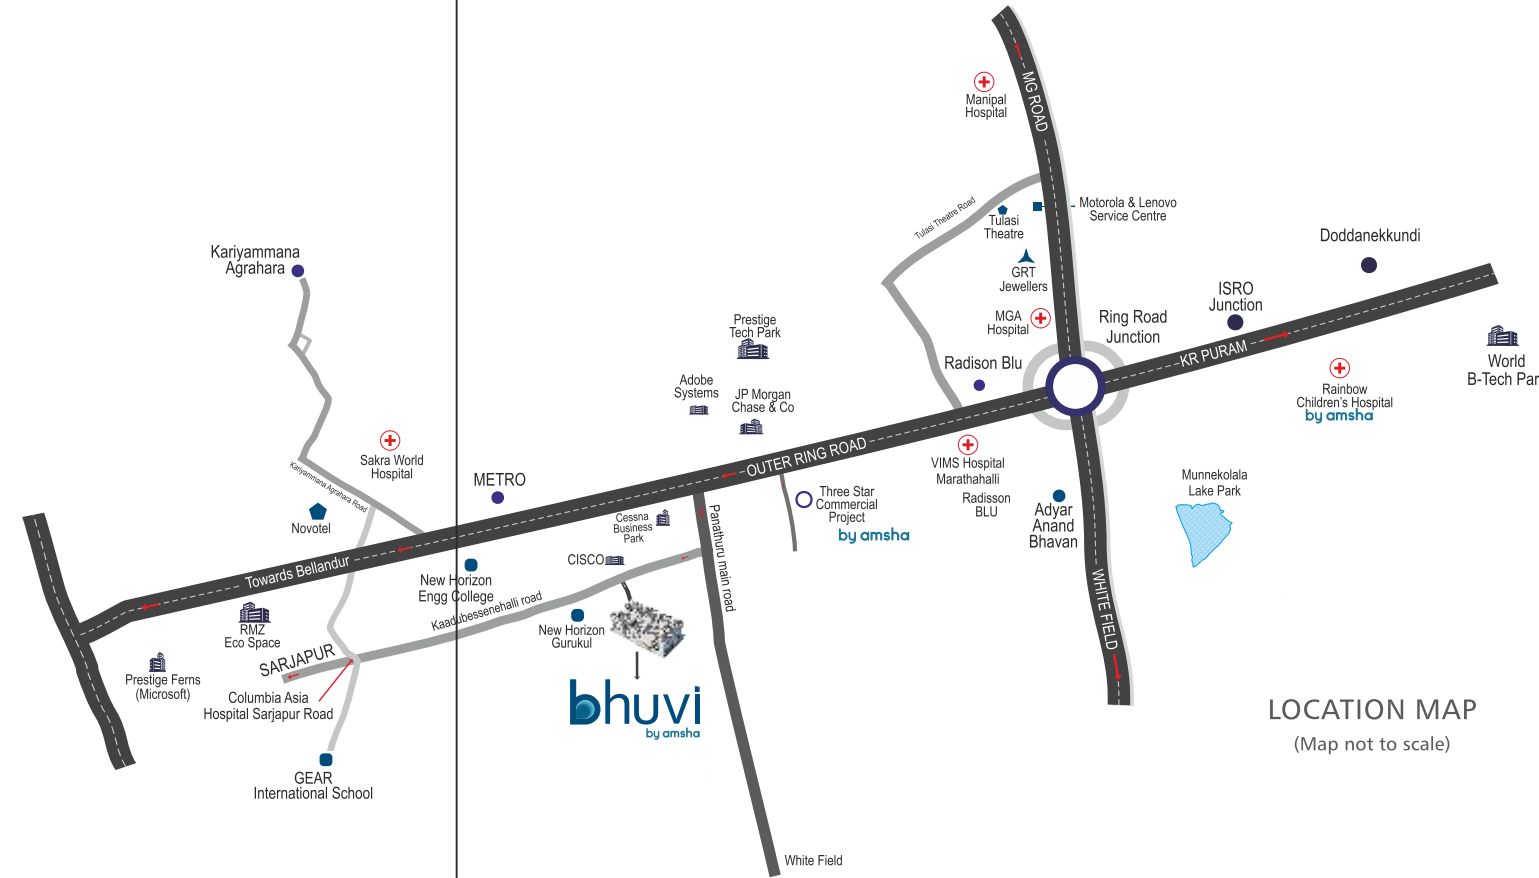 MG ROAD
Manipal
Hospital
Tulasi Theatre Road
Tulasi
Theatre
Motorola & Lenovo
Service Centre
GRT
Jewellers
MGA
Hospital
Ring Road
Junction
ISRO
Junction
Doddanekkundi
KR PURAM
World
B-Tech Par
Rainbow
Children's Hospital
by amsha
Kariyammana
Agrahara
Prestige
Tech Park
Adobe
Systems
JP Morgan
Chase & Co
Radison Blu
Sakra World
Hospital
Kariyammana Agrahara Road
Novotel
METRO
OUTER RING ROAD
VIMS Hospital
Marathahalli
Radisson
BLU
Three Star
Commercial
Project
by amsha
Adyar
Anand
Bhavan
Munnekolala
Lake Park
Cessna
Business
Park
CISCO
Panathuru main road
Towards Bellandur
New Horizon
Engg College
Kaadubessenehalli road
New Horizon
Gurukul
WHITE FIELD
RMZ
Eco Space
SARJAPUR
Prestige Ferns
(Microsoft)
Columbia Asia
Hospital Sarjapur Road
bhuvi
by amsha
GEAR
International School
LOCATION MAP
(Map not to scale)
White Field